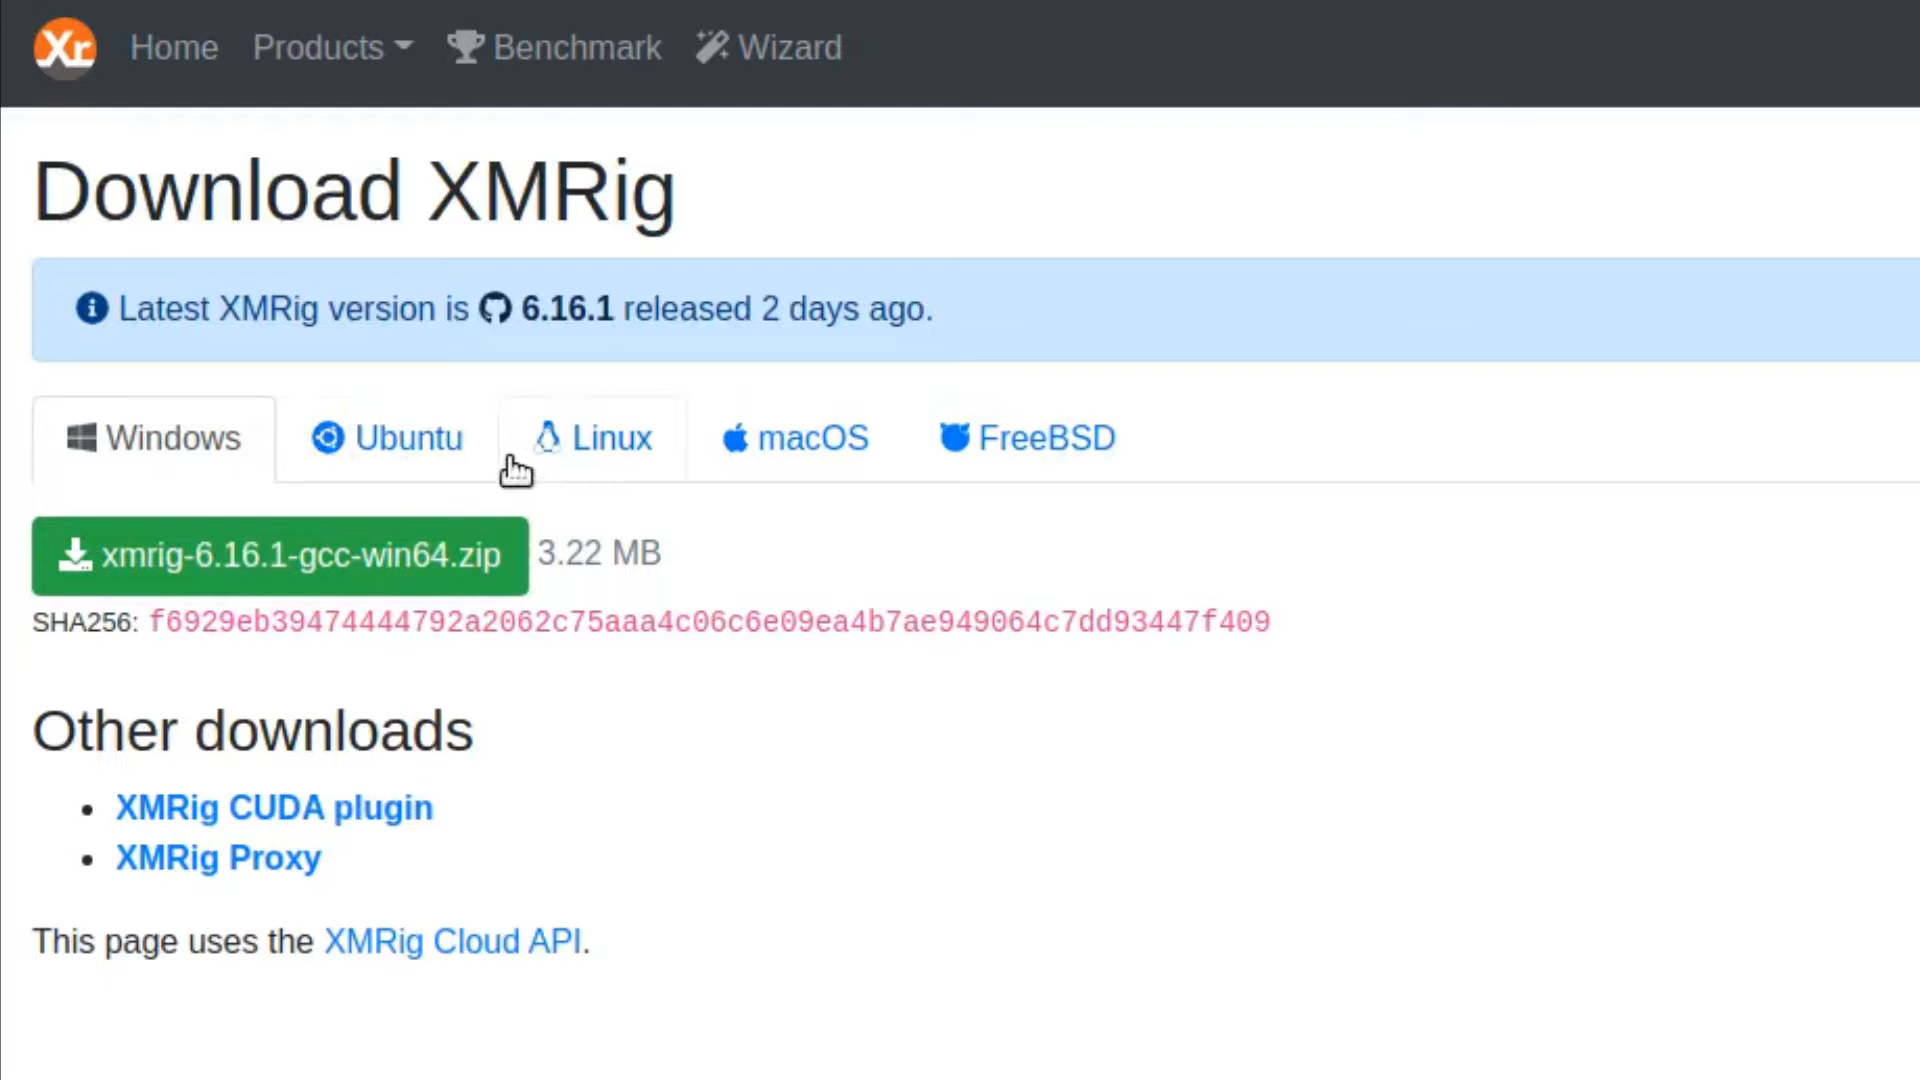 Xr Home Products Benchmark Wizard
Download XMRig
Latest XMRig version is 6.16.1 released 2 days ago.
Windows Ubuntu Linux macOS FreeBSD
xmrig-6.16.1-gcc-win64.zip 3.22 MB
SHA256: f6929eb39474444792a2062c75aaa4c06c6e09ea4b7ae949064c7dd93447f409
Other downloads
• XMRig CUDA plugin
• XMRig Proxy
This page uses the XMRig Cloud API.